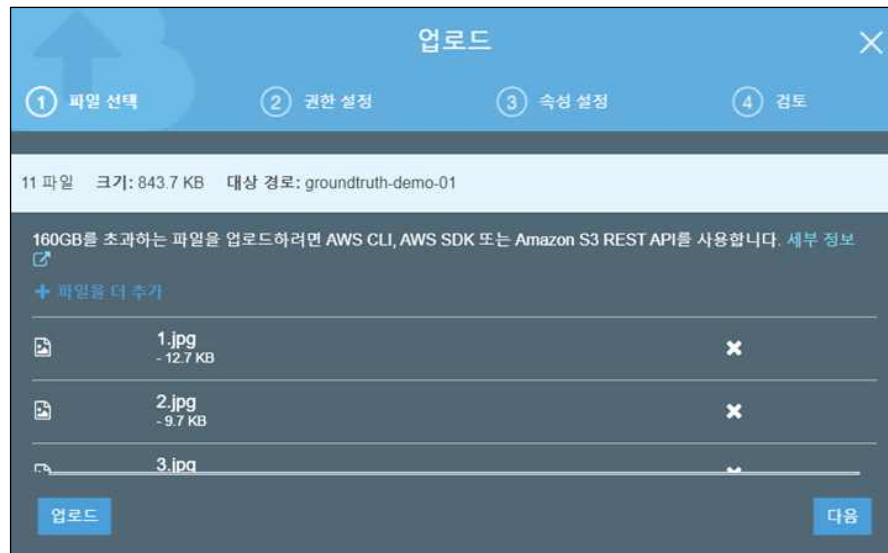 업로드
1 파일 선택 2 권한 설정 3 속성 설정 4 검토
11 파일 크기: 843.7 KB 대상 경로: groundtruth-demo-01
160GB를 초과하는 파일을 업로드하려면 AWS CLI, AWS SDK 또는 Amazon S3 REST API를 사용합니다. 세부 정보
+ 파일을 더 추가
1.jpg
- 12.7 KB
2.jpg
- 9.7 KB
3.jpg
업로드 다음